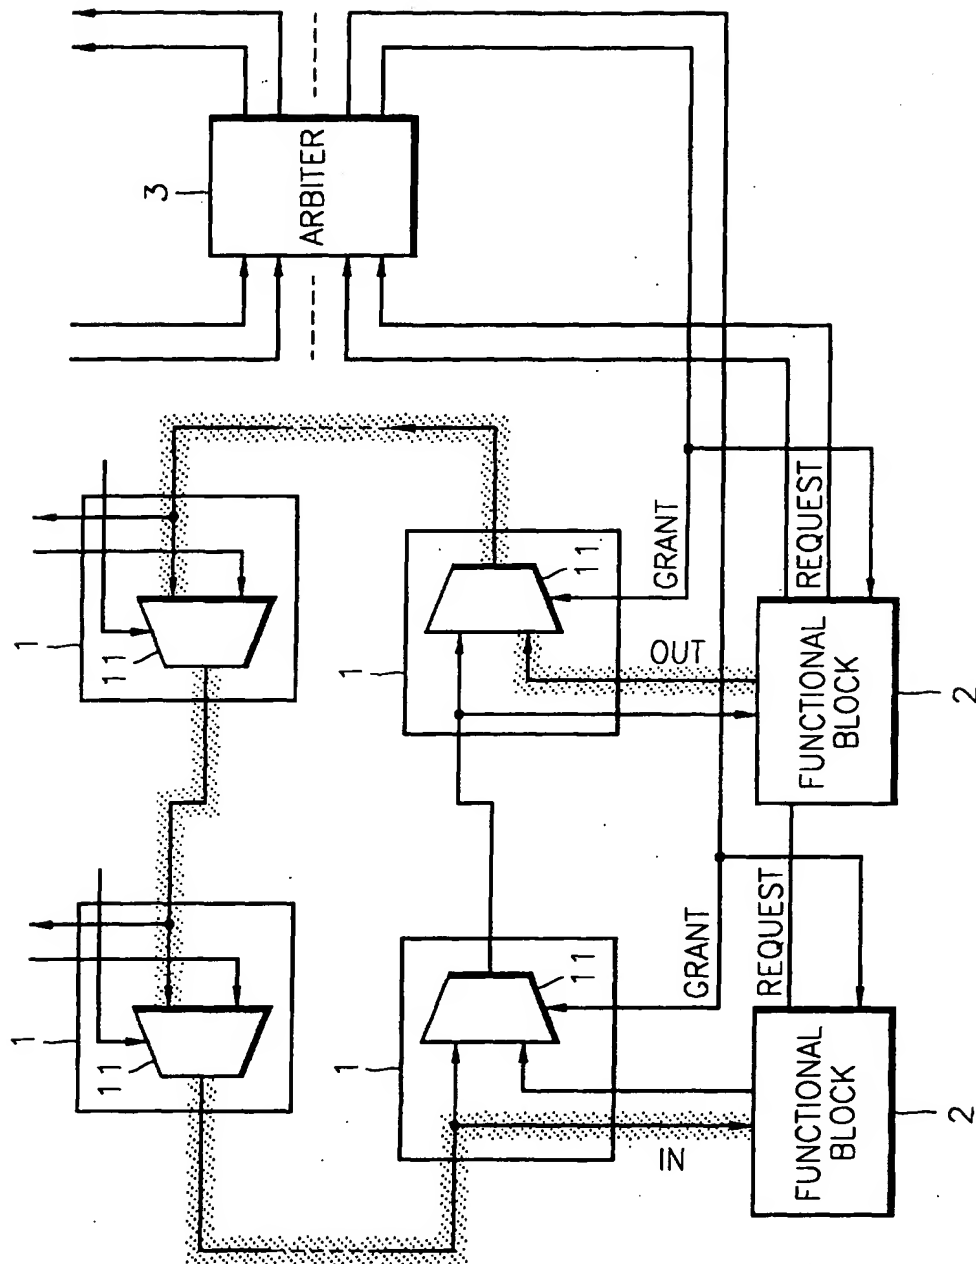 3
ARBITER
1
11
1
11
1
11
GRANT
REQUEST
OUT
FUNCTIONAL
BLOCK
2
1
11
GRANT
REQUEST
IN
FUNCTIONAL
BLOCK
2